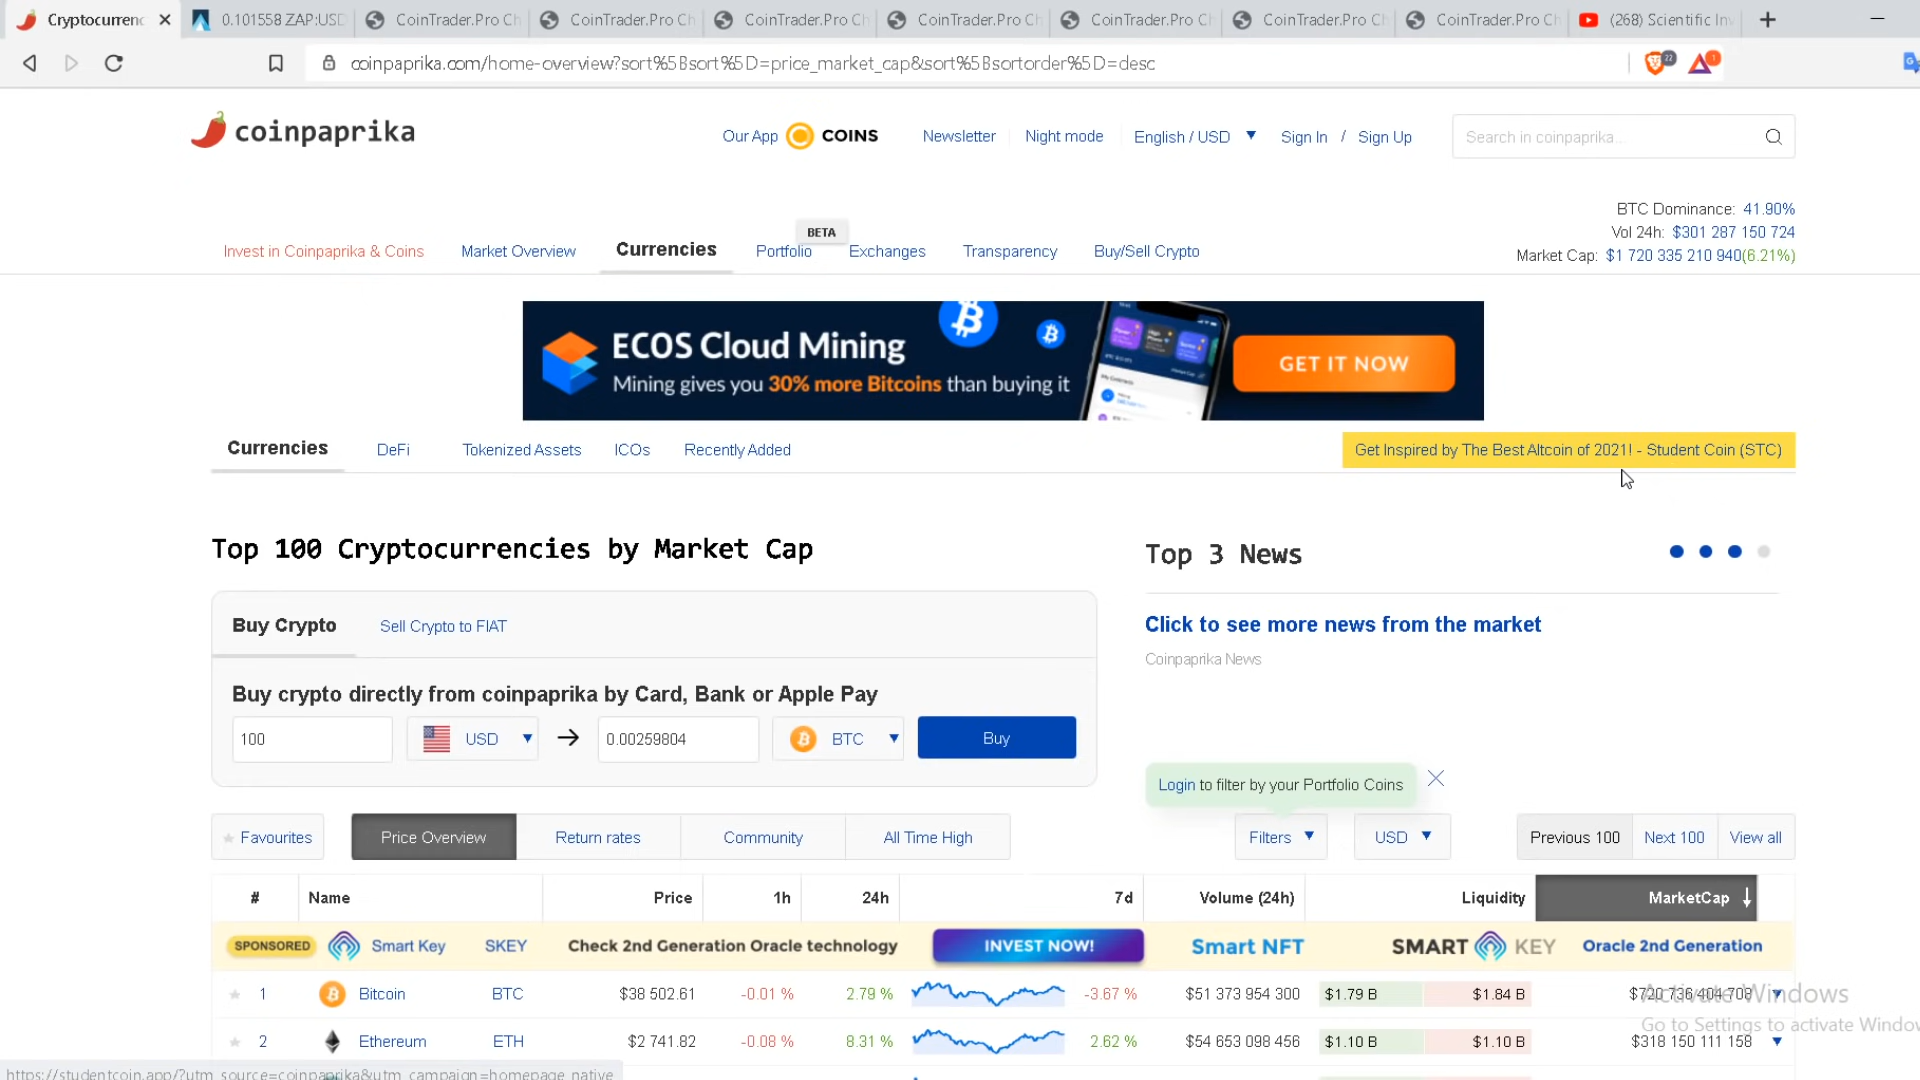 Cryptocurrenc
0.101558 ZAP:USD
CoinTrader.Pro Ch
CoinTrader.Pro Ch
CoinTrader.Pro Ch
CoinTrader.Pro Ch
CoinTrader.Pro Ch
CoinTrader.Pro Ch
CoinTrader.Pro Ch
(268) Scientific Inv
coinpaprika.com/home-overview?sort%5Bsort%5D=price_market_cap&sort%5Bsortorder%5D=desc
22
1
coinpaprika
Our App COINS Newsletter Night mode English / USD Sign In / Sign Up Search in coinpaprika...
BTC Dominance: 41.90%
Vol 24h: $301 287 150 724
Market Cap: $1 720 335 210 940(6.21%)
BETA
Invest in Coinpaprika & Coins Market Overview Currencies Portfolio Exchanges Transparency Buy/Sell Crypto
ECOS Cloud Mining
Mining gives you 30% more Bitcoins than buying it
GET IT NOW
Currencies DeFi Tokenized Assets ICOs Recently Added
Get Inspired by The Best Altcoin of 2021! - Student Coin (STC)
Top 100 Cryptocurrencies by Market Cap
Top 3 News
Buy Crypto Sell Crypto to FIAT
Click to see more news from the market
Coinpaprika News
Buy crypto directly from coinpaprika by Card, Bank or Apple Pay
100 USD → 0.00259804 BTC Buy
Login to filter by your Portfolio Coins
Favourites Price Overview Return rates Community All Time High Filters USD Previous 100 Next 100 View all
# Name Price 1h 24h 7d Volume (24h) Liquidity MarketCap
SPONSORED Smart Key SKEY Check 2nd Generation Oracle technology INVEST NOW! Smart NFT SMART KEY Oracle 2nd Generation
1 Bitcoin BTC $38 502.61 -0.01 % 2.79 % -3.67 % $51 373 954 300 $1.79 B $1.84 B $720 736 404 708
2 Ethereum ETH $2 741.82 -0.08 % 8.31 % 2.62 % $54 653 098 456 $1.10 B $1.10 B $318 150 111 158
Activate Windows
Go to Settings to activate Window
https://studentcoin.app/?utm_source=coinpaprika&utm_campaign=homepage_native